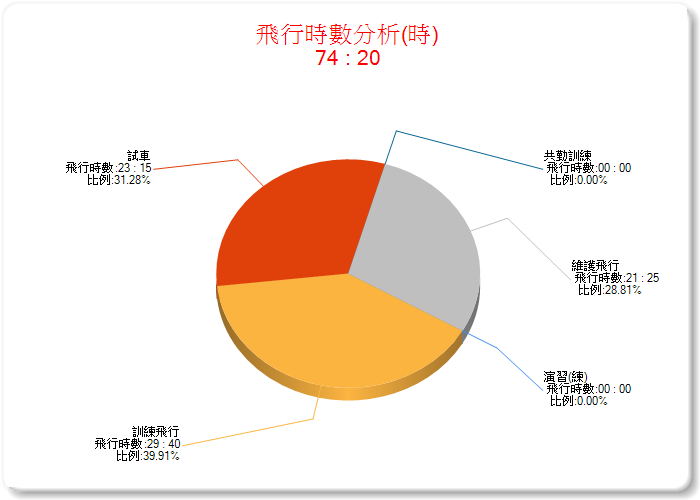 飛行時數分析(時)
74 : 20
共勤訓練
飛行時數:00 : 00
比例:0.00%
試車
飛行時數:23 : 15
比例:31.28%
維護飛行
飛行時數:21 : 25
比例:28.81%
演習(練)
飛行時數:00 : 00
比例:0.00%
訓練飛行
飛行時數:29 : 40
比例:39.91%